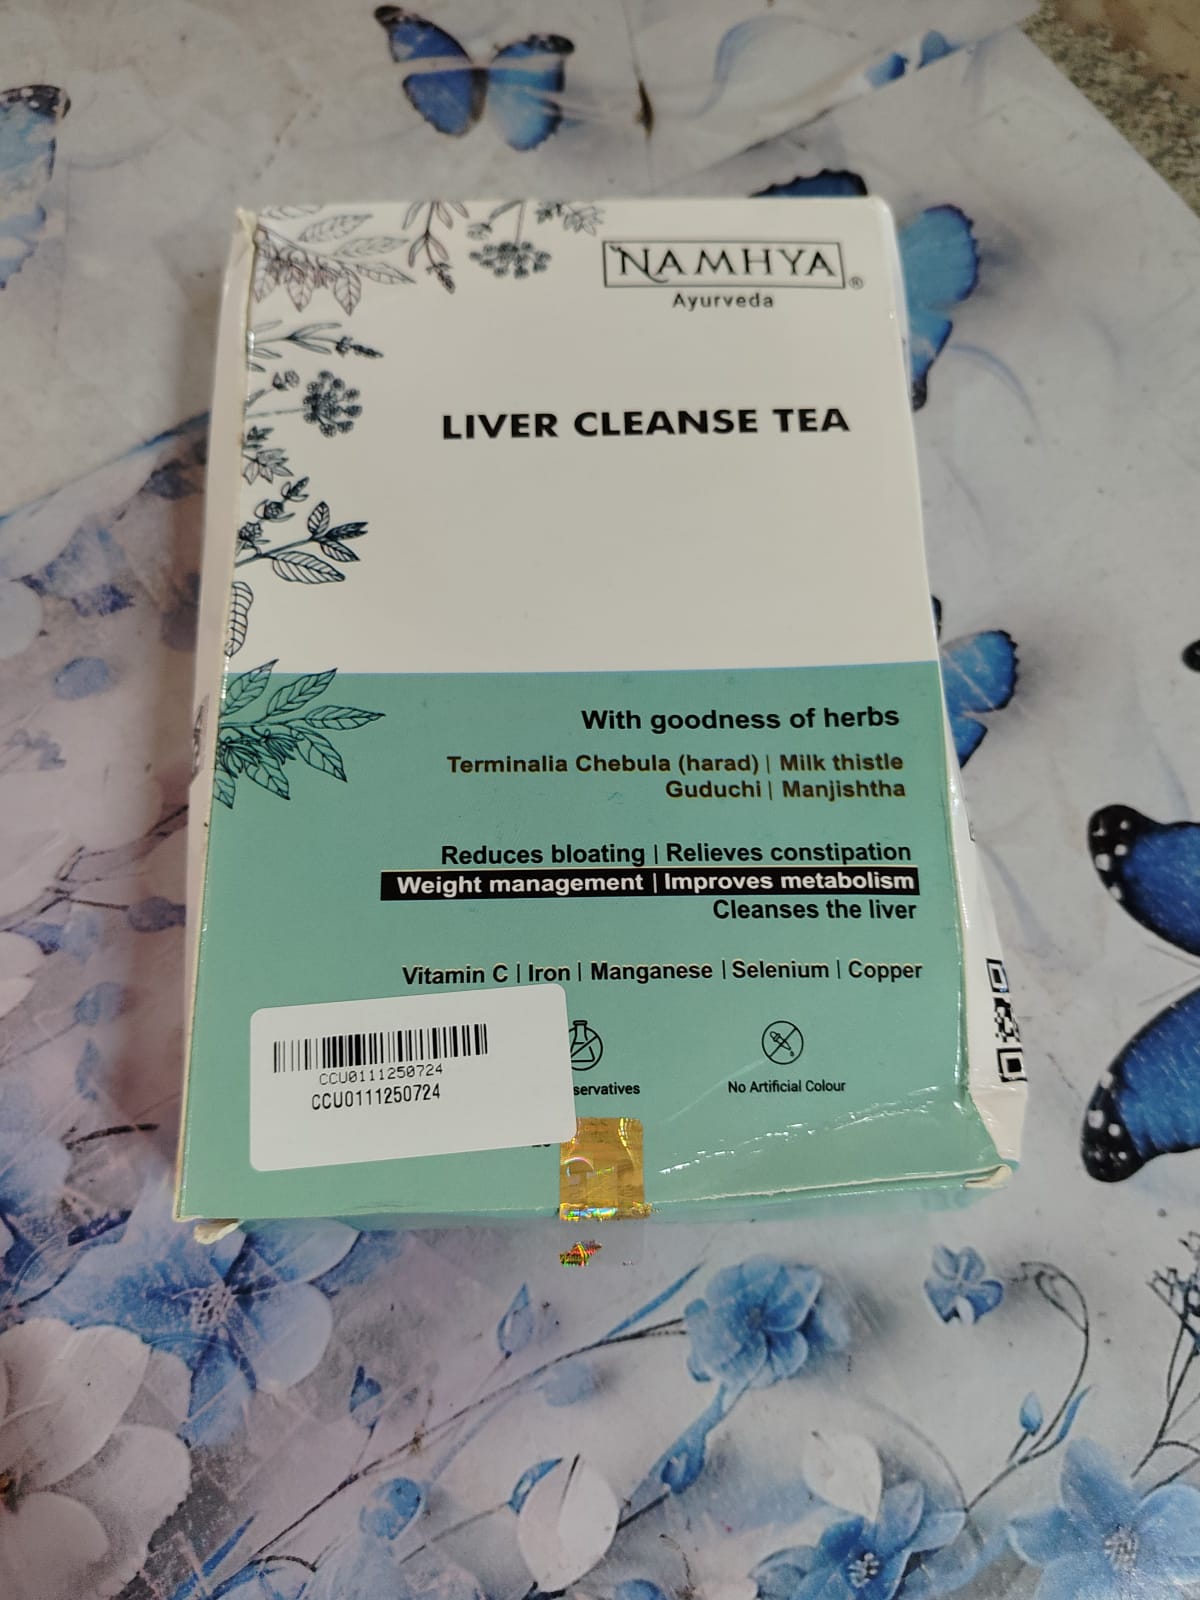 NAMHYA
®
Ayurveda
LIVER CLEANSE TEA
With goodness of herbs
Terminalia Chebula (harad) | Milk thistle
Guduchi | Manjishtha
Reduces bloating | Relieves constipation
Weight management | Improves metabolism
Cleanses the liver
Vitamin C | Iron | Manganese | Selenium | Copper
CCU0111250724
CCU0111250724
servatives
No Artificial Colour